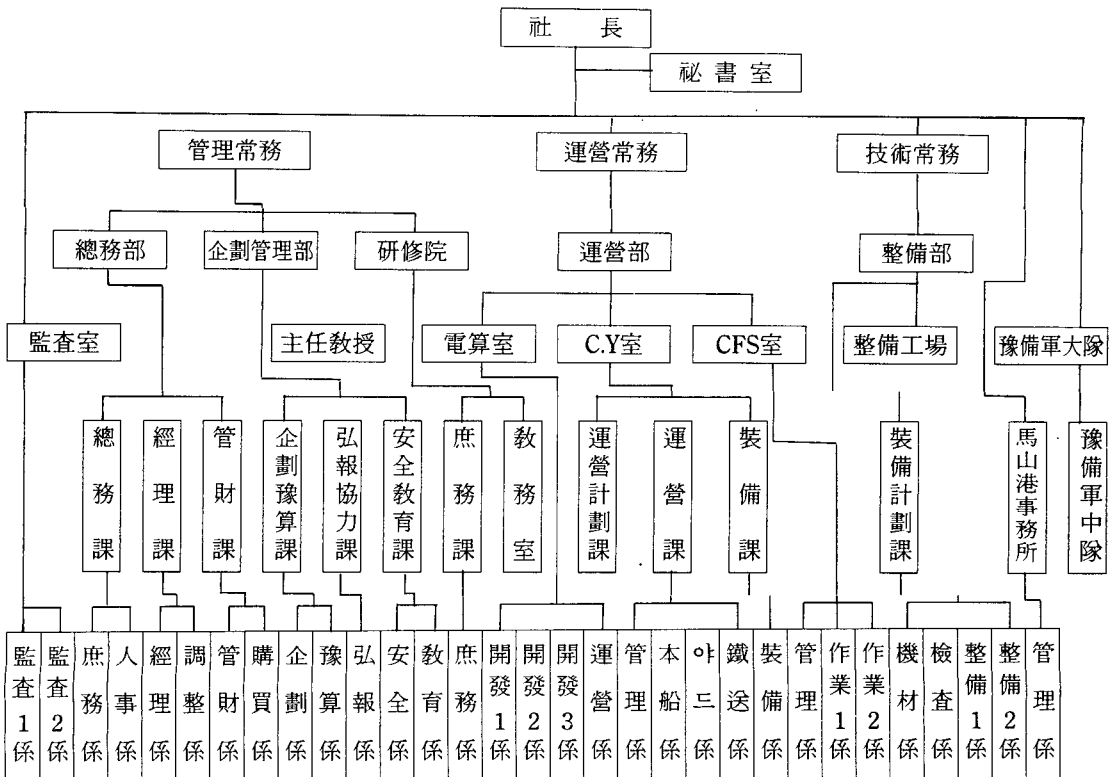 社長
祕書室
管理常務
運營常務
技術常務
總務部
企劃管理部
研修院
運營部
整備部
監査室
主任敎授
電算室
C.Y室
CFS室
整備工場
豫備軍大隊
總務課
經理課
管財課
企劃豫算課
弘報協力課
安全敎育課
庶務課
敎務室
運營計劃課
運營課
裝備課
裝備計劃課
馬山港事務所
豫備軍中隊
監査1係
監査2係
庶務係
人事係
經理係
調整係
管財係
購買係
企劃係
豫算係
弘報係
安全係
敎育係
庶務係
開發1係
開發2係
開發3係
運營係
管理係
本船係
야드係
鐵送係
裝備係
管理係
作業1係
作業2係
機材係
檢査係
整備1係
整備2係
管理係